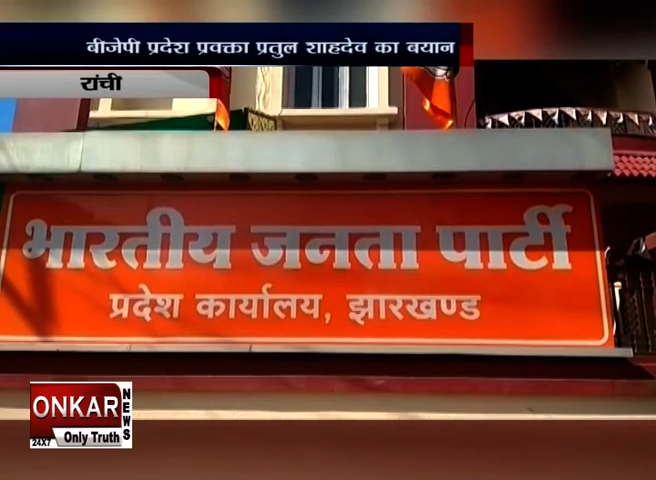 बीजेपी प्रदेश प्रवक्ता प्रतुल शाहदेव का बयान
रांची
भारतीय जनता पार्टी
प्रदेश कार्यालय, झारखण्ड
ONKAR NEWS
24X7 Only Truth